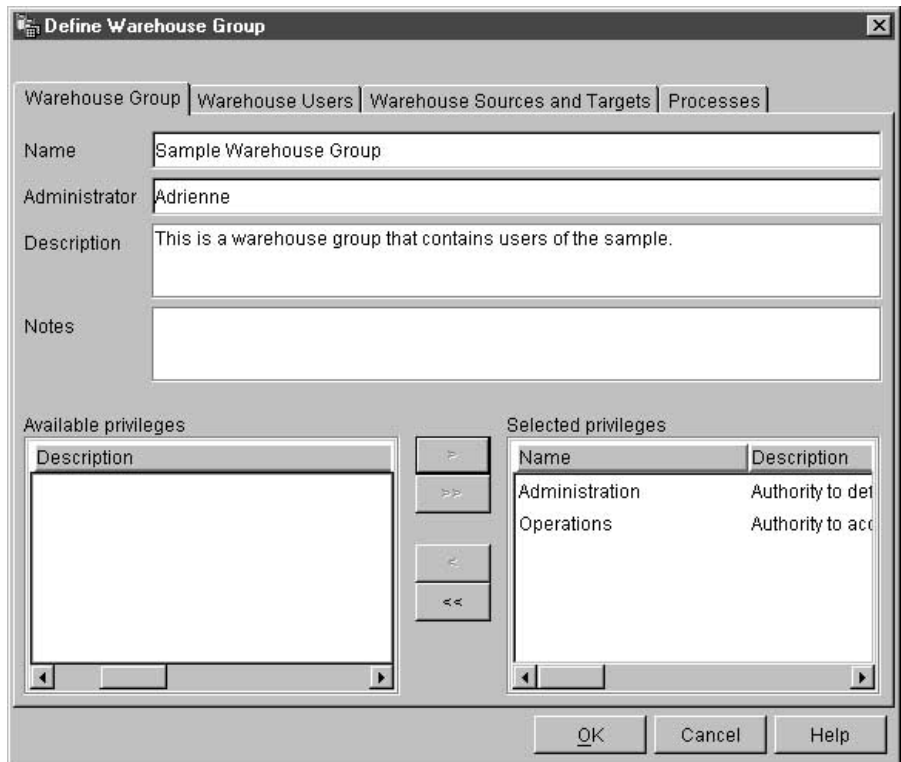 Define Warehouse Group
Warehouse Group Warehouse Users Warehouse Sources and Targets Processes
Name Sample Warehouse Group
Administrator Adrienne
Description This is a warehouse group that contains users of the sample.
Notes
Available privileges Selected privileges
Description > Name Description
>> Administration Authority to def
Operations Authority to acc
<
<<
OK Cancel Help